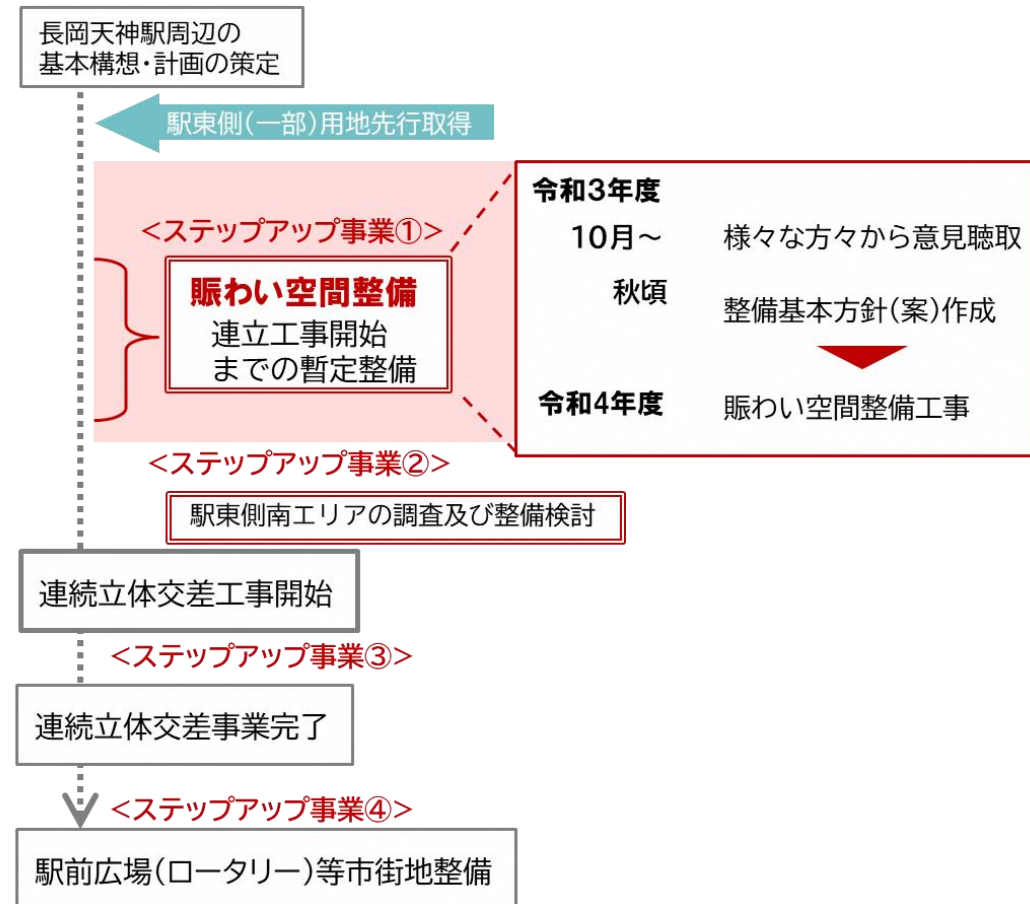 長岡天神駅周辺の
基本構想・計画の策定
駅東側(一部)用地先行取得
<ステップアップ事業①>
賑わい空間整備
連立工事開始
までの暫定整備
令和3年度
10月～ 様々な方々から意見聴取
秋頃
整備基本方針(案)作成
令和4年度 賑わい空間整備工事
<ステップアップ事業②>
駅東側南エリアの調査及び整備検討
連続立体交差工事開始
<ステップアップ事業③>
連続立体交差事業完了
<ステップアップ事業④>
駅前広場(ロータリー)等市街地整備